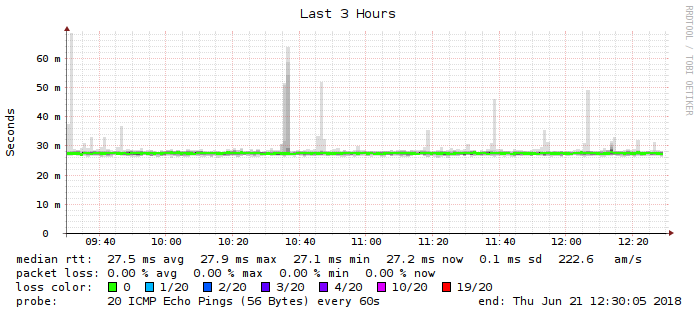 Last 3 Hours
RRDTOOL / TOBI OETIKER
Seconds
60 m
50 m
40 m
30 m
20 m
10 m
0
09:40 10:00 10:20 10:40 11:00 11:20 11:40 12:00 12:20
median rtt: 27.5 ms avg 27.9 ms max 27.1 ms min 27.2 ms now 0.1 ms sd 222.6 am/s
packet loss: 0.00 % avg 0.00 % max 0.00 % min 0.00 % now
loss color: 0 1/20 2/20 3/20 4/20 10/20 19/20
probe: 20 ICMP Echo Pings (56 Bytes) every 60s end: Thu Jun 21 12:30:05 2018